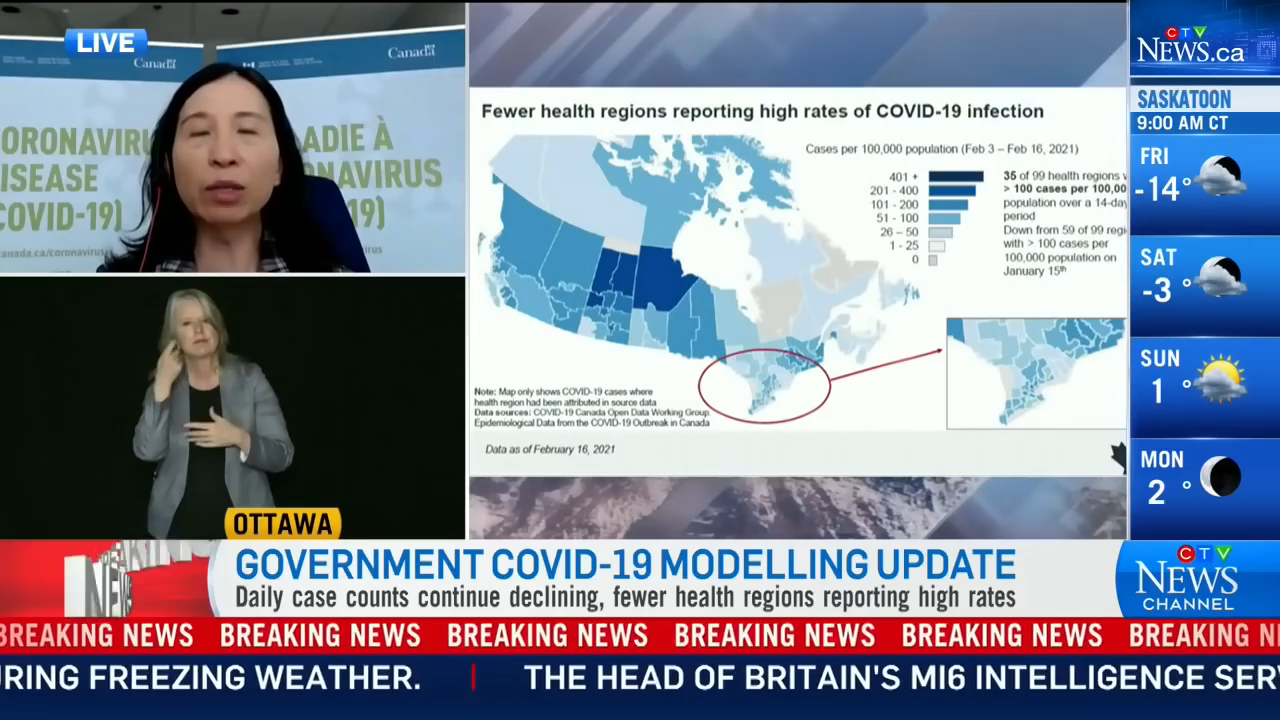 LIVE
Canada
Canada
ORONAVIRU
ADIE À
ISEASE
ONAVIRUS
COVID-19)
19)
canada.ca/coronavirus
Fewer health regions reporting high rates of COVID-19 infection
Cases per 100,000 population (Feb 3 – Feb 16, 2021)
401 +
201 - 400
101 - 200
51 - 100
26 – 50
1 - 25
0
35 of 99 health regions
> 100 cases per 100,00
population over a 14-day
period
Down from 59 of 99 regi
with > 100 cases per
100,000 population on
January 15th
Note: Map only shows COVID-19 cases where
health region had been attributed in source data
Data sources: COVID-19 Canada Open Data Working Group.
Epidemiological Data from the COVID-19 Outbreak in Canada
Data as of February 16, 2021
CTV
NEWS.ca
SASKATOON
9:00 AM CT
FRI
-14°
SAT
-3 °
SUN
1 °
MON
2 °
OTTAWA
GOVERNMENT COVID-19 MODELLING UPDATE
Daily case counts continue declining, fewer health regions reporting high rates
CTV
NEWS
CHANNEL
BREAKING NEWS BREAKING NEWS BREAKING NEWS BREAKING NEWS BREAKING NEWS BREAKING N
URING FREEZING WEATHER. | THE HEAD OF BRITAIN'S MI6 INTELLIGENCE SER